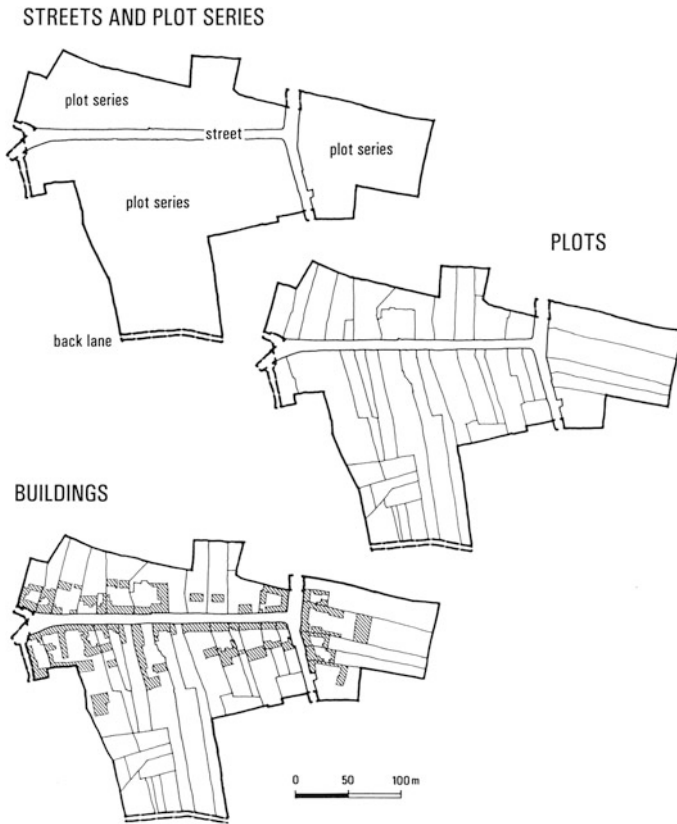 STREETS AND PLOT SERIES
plot series
street
plot series
plot series
PLOTS
back lane
BUILDINGS
0 50 100 m